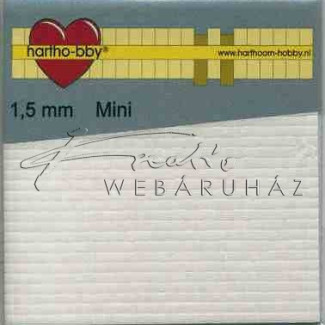 hartho-bby®
www.harthoorn-hobby.nl
1,5 mm Mini
WEBÁRUHÁZ